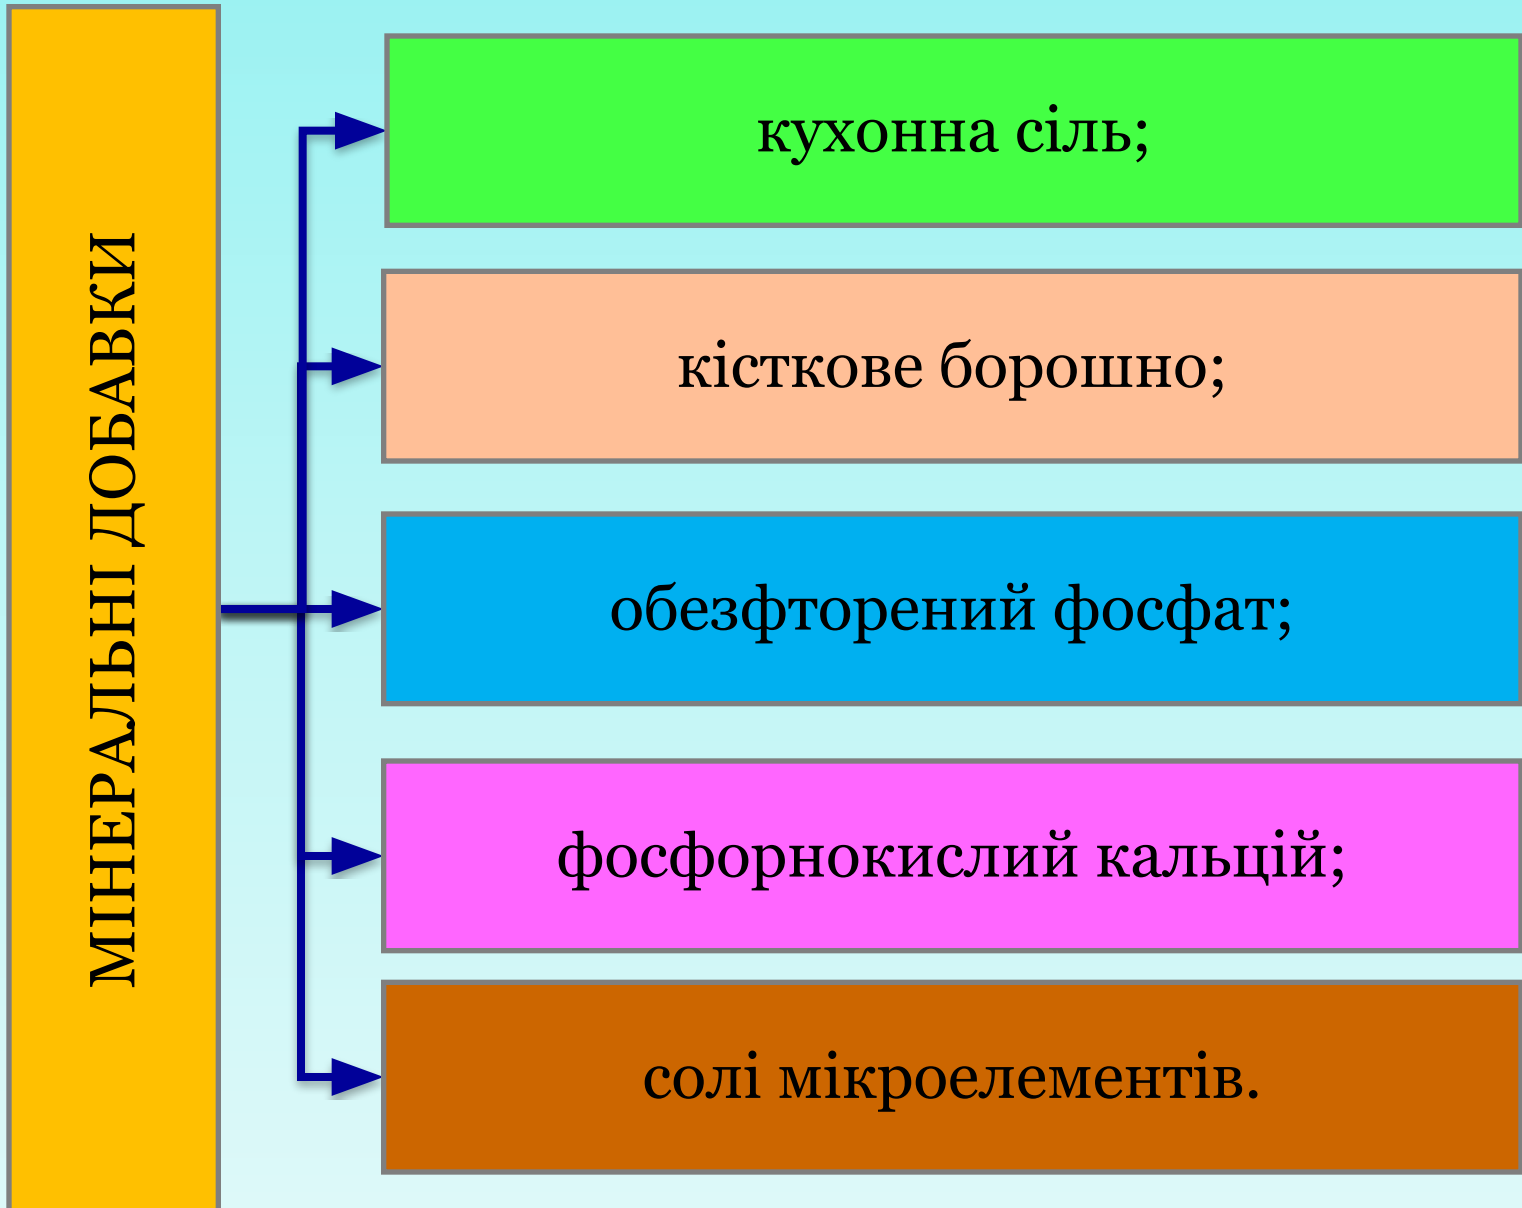 МІНЕРАЛЬНІ ДОБАВКИ
кухонна сіль;
кісткове борошно;
обезфторений фосфат;
фосфорнокислий кальцій;
солі мікроелементів.